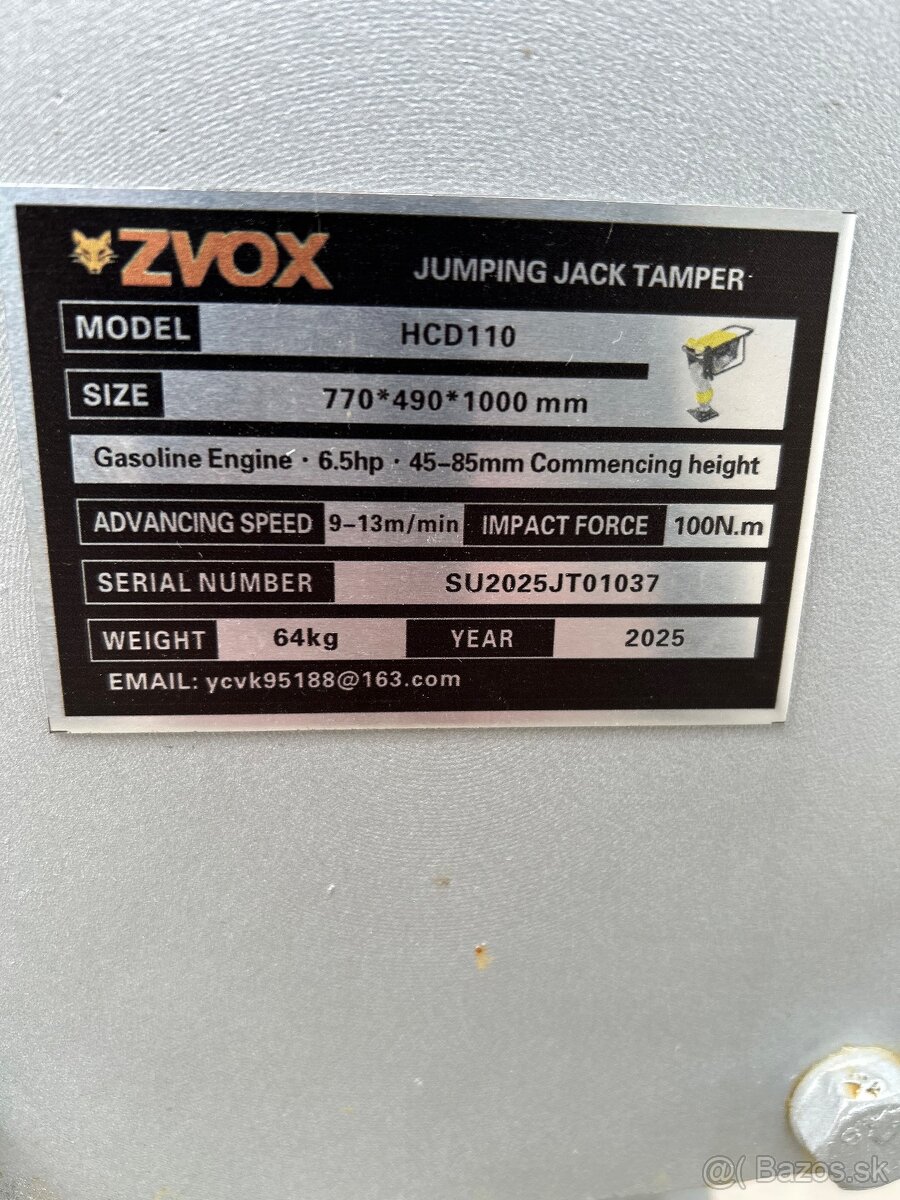 ZVOX JUMPING JACK TAMPER
MODEL HCD110
SIZE 770*490*1000 mm
Gasoline Engine · 6.5hp · 45-85mm Commencing height
ADVANCING SPEED 9-13m/min IMPACT FORCE 100N.m
SERIAL NUMBER SU2025JT01037
WEIGHT 64kg YEAR 2025
EMAIL: ycvk95188@163.com
@( Bazos.sk